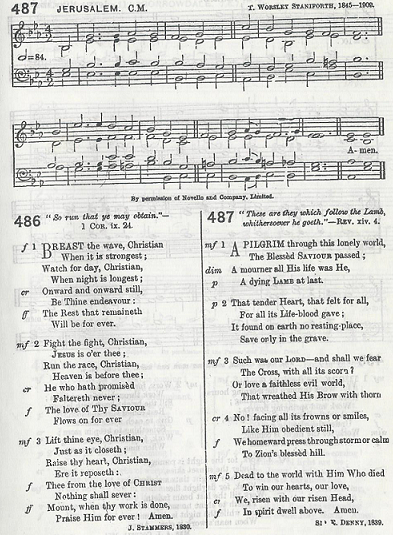 487 JERUSALEM. C.M. T. WORSLEY STANIFORTH, 1845–1909.
=84.
A- men.
By permission of Novello and Company, Limited.
486 "So run that ye may obtain."—
1 COR. ix. 24.
f 1 BREAST the wave, Christian
When it is strongest;
Watch for day, Christian,
When night is longest;
cr Onward and onward still,
Be Thine endeavour:
ff The Rest that remaineth
Will be for ever.
mf 2 Fight the fight, Christian,
JESUS is o'er thee;
Run the race, Christian,
Heaven is before thee;
cr He who hath promisèd
Faltereth never;
f The love of Thy SAVIOUR
Flows on for ever
mf 3 Lift thine eye, Christian,
Just as it closeth;
Raise thy heart, Christian,
Ere it reposeth:
f Thee from the love of CHRIST
Nothing shall sever:
ff Mount, when thy work is done,
Praise Him for ever! Amen.
J. STAMMERS, 1830.
487 "These are they which follow the Lamb,
whithersoever he goeth."—REV. xiv. 4.
mf 1 A PILGRIM through this lonely world,
The Blessèd SAVIOUR passed;
dim A mourner all His life was He,
p A dying LAMB at last.
p 2 That tender Heart, that felt for all,
For all its Life-blood gave;
It found on earth no resting-place,
Save only in the grave.
mf 3 Such was our LORD—and shall we fear
The Cross, with all its scorn?
Or love a faithless evil world,
That wreathed His Brow with thorn
cr 4 No! facing all its frowns or smiles,
Like Him obedient still,
f We homeward press through storm or calm
To Zion's blessèd hill.
mf 5 Dead to the world with Him Who died
To win our hearts, our love,
cr We, risen with our risen Head,
f In spirit dwell above. Amen.
E. DENNY, 1839.